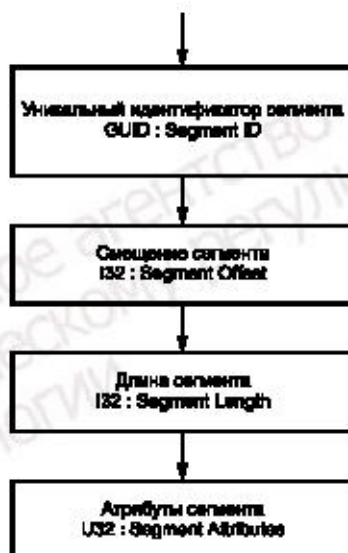 Уникальный идентификатор сегмента
GUID : Segment ID
Смещение сегмента
I32 : Segment Offset
Длина сегмента
I32 : Segment Length
Атрибуты сегмента
U32 : Segment Attributes